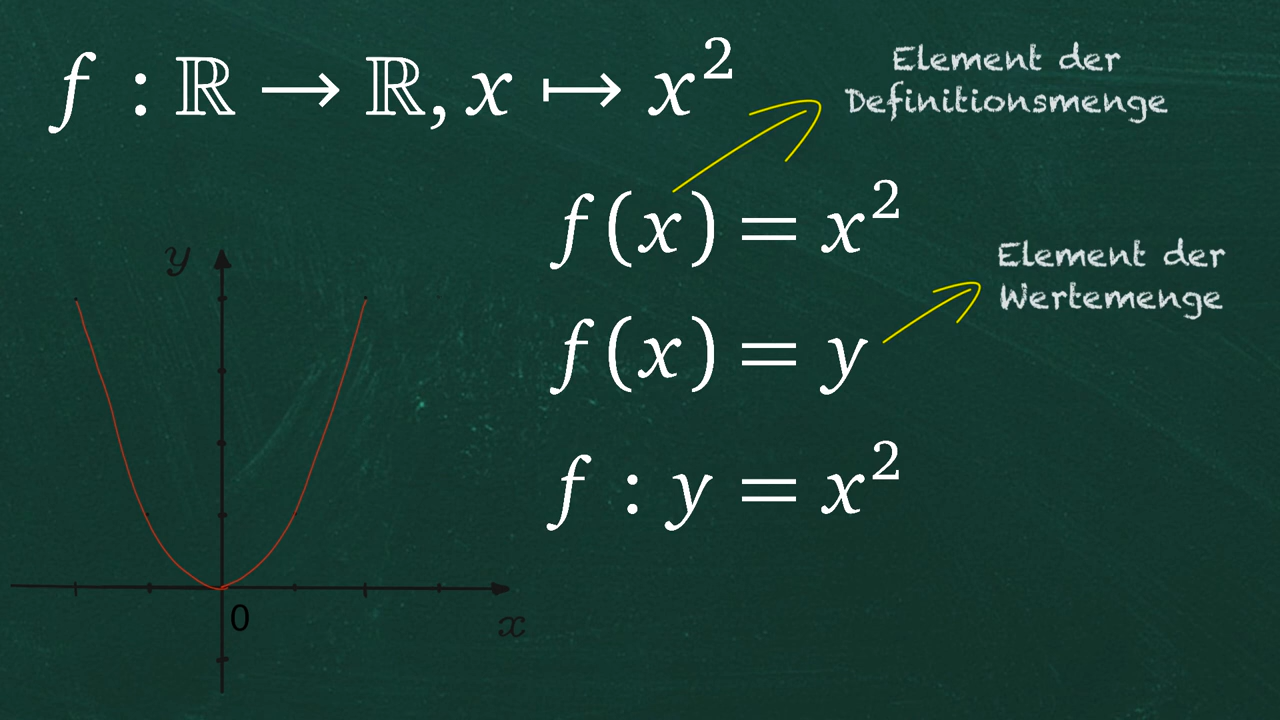 f : ℝ → ℝ, x ↦ x²
Element der
Definitionsmenge
f(x) = x²
Element der
Wertemenge
f(x) = y
f : y = x²
y
0
x